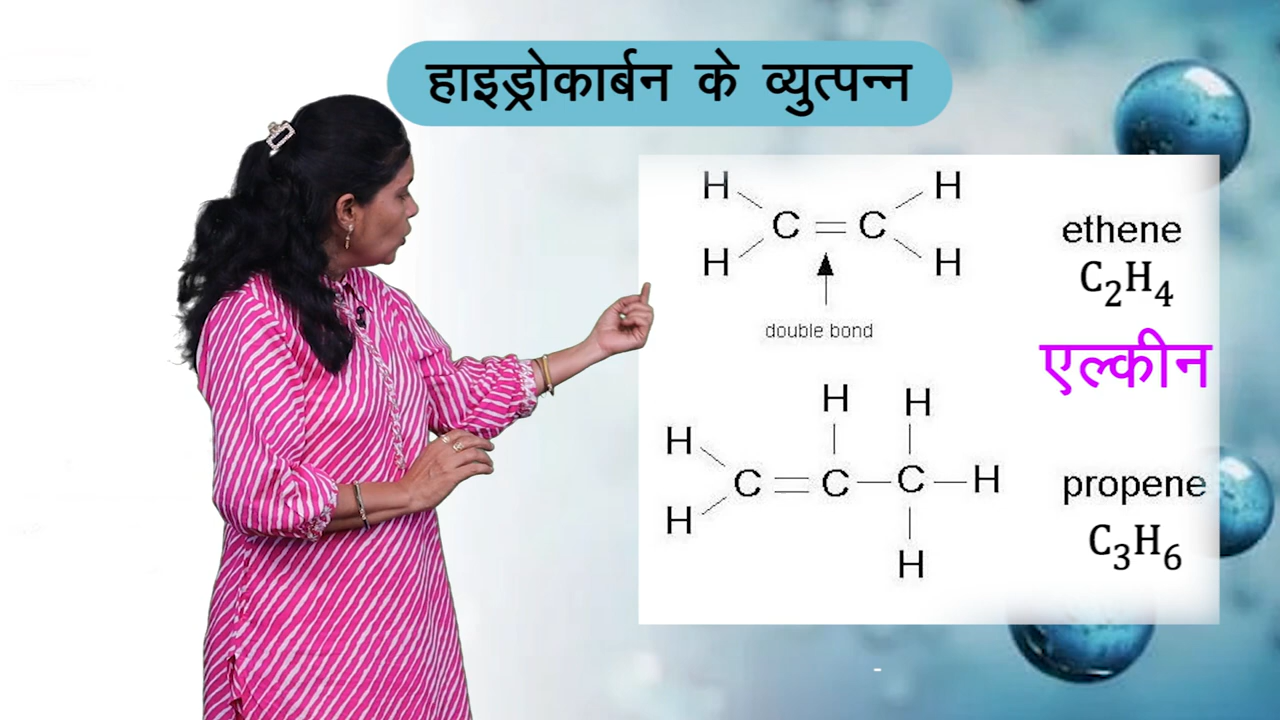 हाइड्रोकार्बन के व्युत्पन्न
H H
C = C
H H
double bond
ethene
C₂H₄
एल्कीन
H H
H
C = C — C — H
H
H
propene
C₃H₆